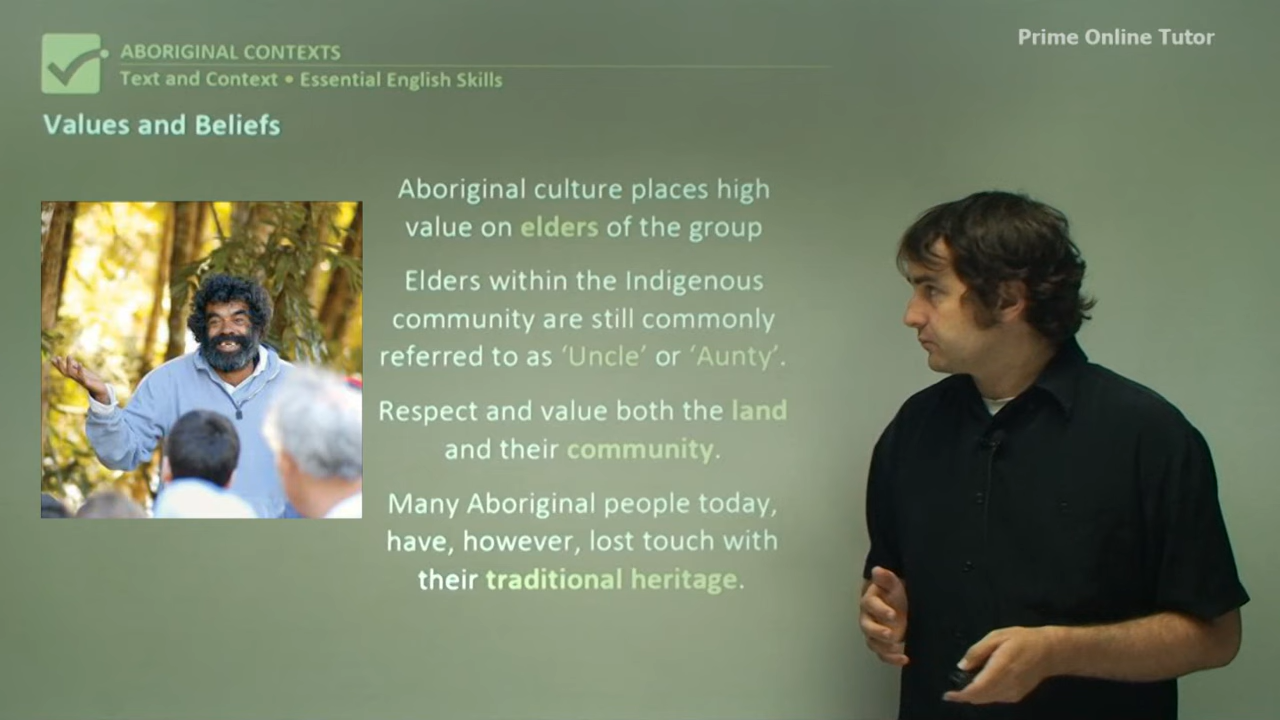 Prime Online Tutor
ABORIGINAL CONTEXTS
Text and Context • Essential English Skills
Values and Beliefs
Aboriginal culture places high
value on elders of the group
Elders within the Indigenous
community are still commonly
referred to as ‘Uncle’ or ‘Aunty’.
Respect and value both the land
and their community.
Many Aboriginal people today,
have, however, lost touch with
their traditional heritage.